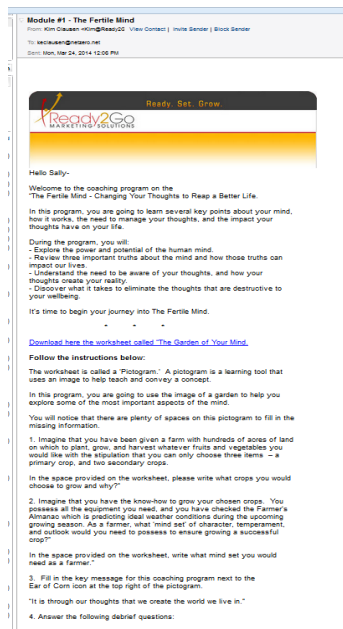 Module #1 - The Fertile Mind
From: Kim Clausen <Kim@Ready2G View Contact | Invite Sender | Block Sender
To: keclausen@netzero.net
Sent: Mon, Mar 24, 2014 12:06 PM
Ready. Set. Grow.
Ready2Go
MARKETING SOLUTIONS
Hello Sally-
Welcome to the coaching program on the
"The Fertile Mind - Changing Your Thoughts to Reap a Better Life.
In this program, you are going to learn several key points about your mind,
how it works, the need to manage your thoughts, and the impact your
thoughts have on your life.
During the program, you will:
- Explore the power and potential of the human mind.
- Review three important truths about the mind and how those truths can
impact our lives.
- Understand the need to be aware of your thoughts, and how your
thoughts create your reality.
- Discover what it takes to eliminate the thoughts that are destructive to
your wellbeing.
It's time to begin your journey into The Fertile Mind.
* * *
Download here the worksheet called "The Garden of Your Mind.
Follow the instructions below:
The worksheet is called a 'Pictogram.' A pictogram is a learning tool that
uses an image to help teach and convey a concept.
In this program, you are going to use the image of a garden to help you
explore some of the most important aspects of the mind.
You will notice that there are plenty of spaces on this pictogram to fill in the
missing information.
1. Imagine that you have been given a farm with hundreds of acres of land
on which to plant, grow, and harvest whatever fruits and vegetables you
would like with the stipulation that you can only choose three items – a
primary crop, and two secondary crops.
In the space provided on the worksheet, please write what crops you would
choose to grow and why?"
2. Imagine that you have the know-how to grow your chosen crops. You
possess all the equipment you need, and you have checked the Farmer's
Almanac which is predicting ideal weather conditions during the upcoming
growing season. As a farmer, what 'mind set' of character, temperament,
and outlook would you need to possess to ensure growing a successful
crop?"
In the space provided on the worksheet, write what mind set you would
need as a farmer."
3. Fill in the key message for this coaching program next to the
Ear of Corn icon at the top right of the pictogram.
"It is through our thoughts that we create the world we live in."
4. Answer the following debrief questions: